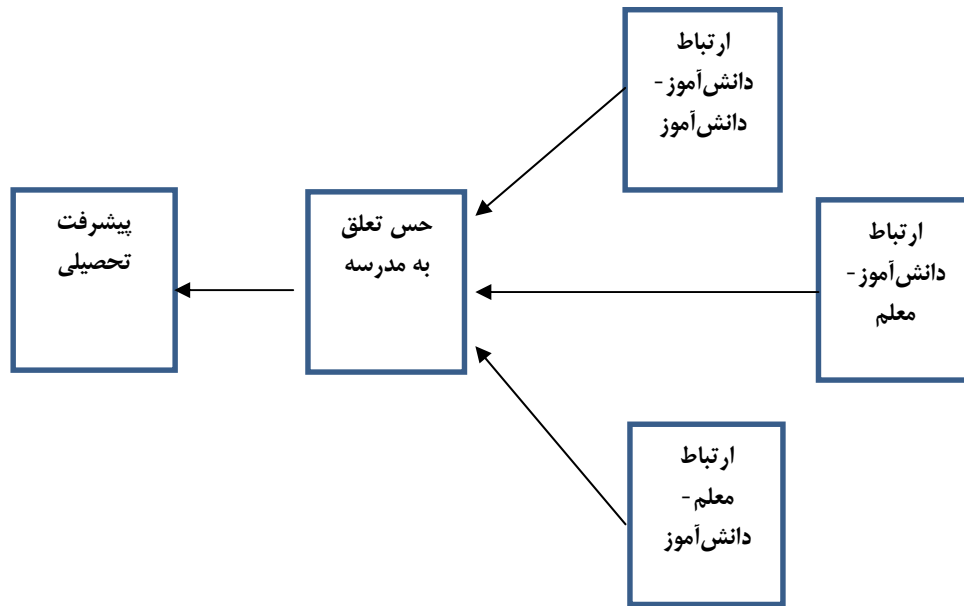 ارتباط
دانش‌آموز-
دانش‌آموز
ارتباط
دانش‌آموز-
معلم
ارتباط
معلم-
دانش‌آموز
حس تعلق
به مدرسه
پیشرفت
تحصیلی